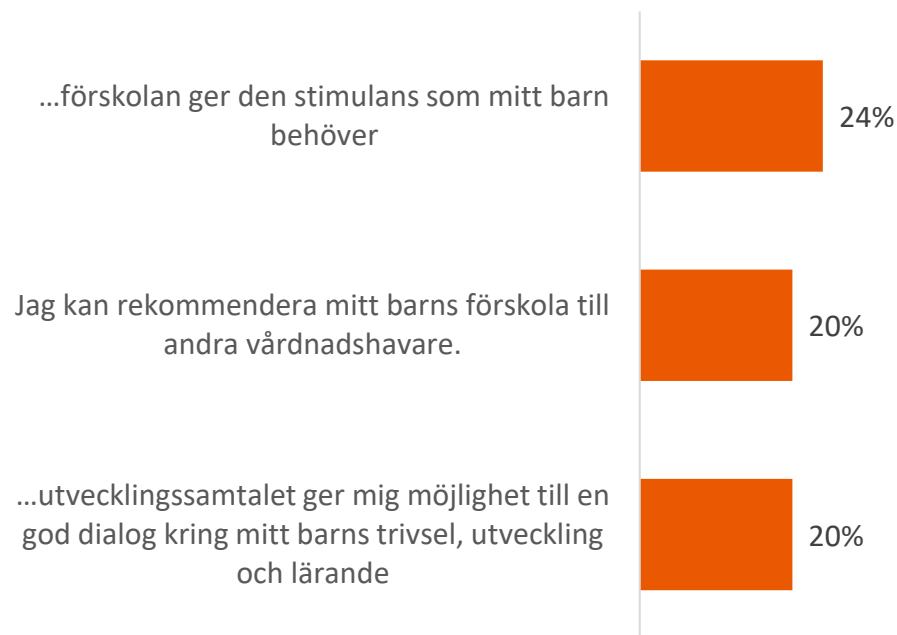 ...förskolan ger den stimulans som mitt barn
behöver
24%
Jag kan rekommendera mitt barns förskola till
andra vårdnadshavare.
20%
...utvecklingssamtalet ger mig möjlighet till en
god dialog kring mitt barns trivsel, utveckling
och lärande
20%